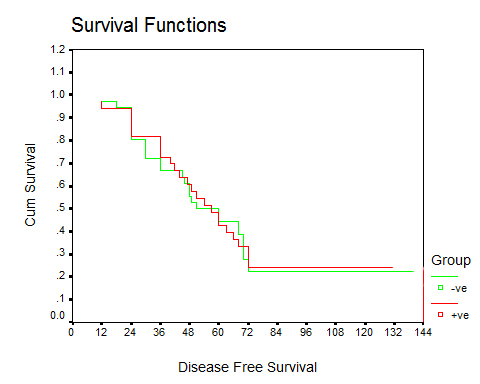 Survival Functions
1.2
1.1
1.0
.9
.8
.7
.6
.5
.4
.3
.2
.1
0.0
Cum Survival
0 12 24 36 48 60 72 84 96 108 120 132 144
Disease Free Survival
Group
-ve
+ve